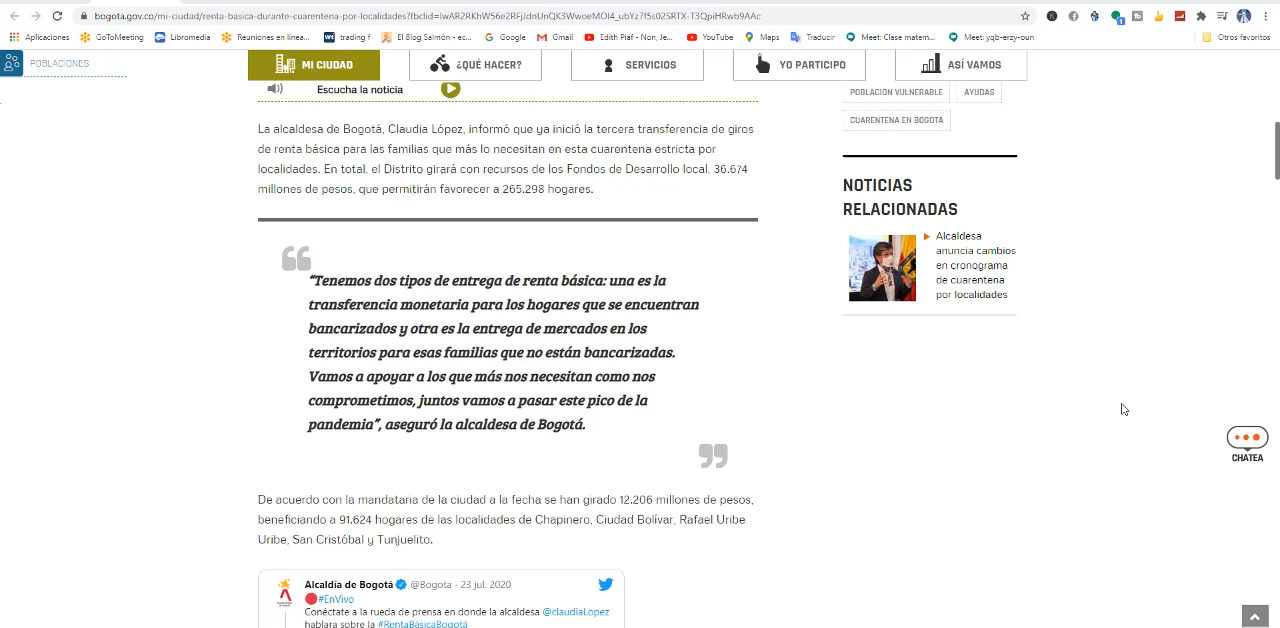 bogota.gov.co/mi-ciudad/renta-basica-durante-cuarentena-por-localidades?fbclid=IwAR2RKhW56e2RFjJdnUnQK3WwoeMOI4_ubYz7f5s02SRTX-T3QpiHRwb9AAc
Aplicaciones GoToMeeting Libromedia Reuniones en línea... trading f El Blog Salmón - ec... Google Edith Piaf - Non, Je... YouTube Gmail Maps Traducir Meet: Clase matem... Meet: yqb-erzy-oun Otros favoritos
POBLACIONES
MI CIUDAD
¿QUÉ HACER?
SERVICIOS
YO PARTICIPO
ASÍ VAMOS
Escucha la noticia
La alcaldesa de Bogotá, Claudia López, informó que ya inició la tercera transferencia de giros
de renta básica para las familias que más lo necesitan en esta cuarentena estricta por
localidades. En total, el Distrito girará con recursos de los Fondos de Desarrollo local, 36.674
millones de pesos, que permitirán favorecer a 265.298 hogares.
“Tenemos dos tipos de entrega de renta básica: una es la
transferencia monetaria para los hogares que se encuentran
bancarizados y otra es la entrega de mercados en los
territorios para esas familias que no están bancarizadas.
Vamos a apoyar a los que más nos necesitan como nos
comprometimos, juntos vamos a pasar este pico de la
pandemia”, aseguró la alcaldesa de Bogotá.
De acuerdo con la mandataria de la ciudad a la fecha se han girado 12.206 millones de pesos,
beneficiando a 91.624 hogares de las localidades de Chapinero, Ciudad Bolívar, Rafael Uribe
Uribe, San Cristóbal y Tunjuelito.
Alcaldía de Bogotá @Bogota · 23 jul. 2020
#EnVivo
Conéctate a la rueda de prensa en donde la alcaldesa @claudiaLopez
hablara sobre la #RentaBásicaBogotá
POBLACIÓN VULNERABLE
AYUDAS
CUARENTENA EN BOGOTÁ
NOTICIAS
RELACIONADAS
Alcaldesa
anuncia cambios
en cronograma
de cuarentena
por localidades
CHATEA